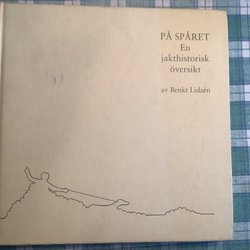 PÅ SPÅRET
En
jakthistorisk
översikt
av Benkt Lidzén